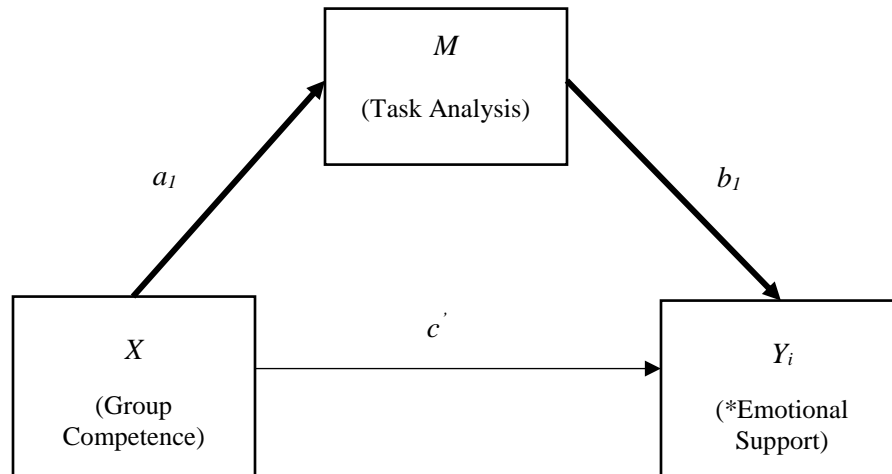 M
(Task Analysis)
a1
b1
c’
X
(Group
Competence)
Yi
(*Emotional
Support)